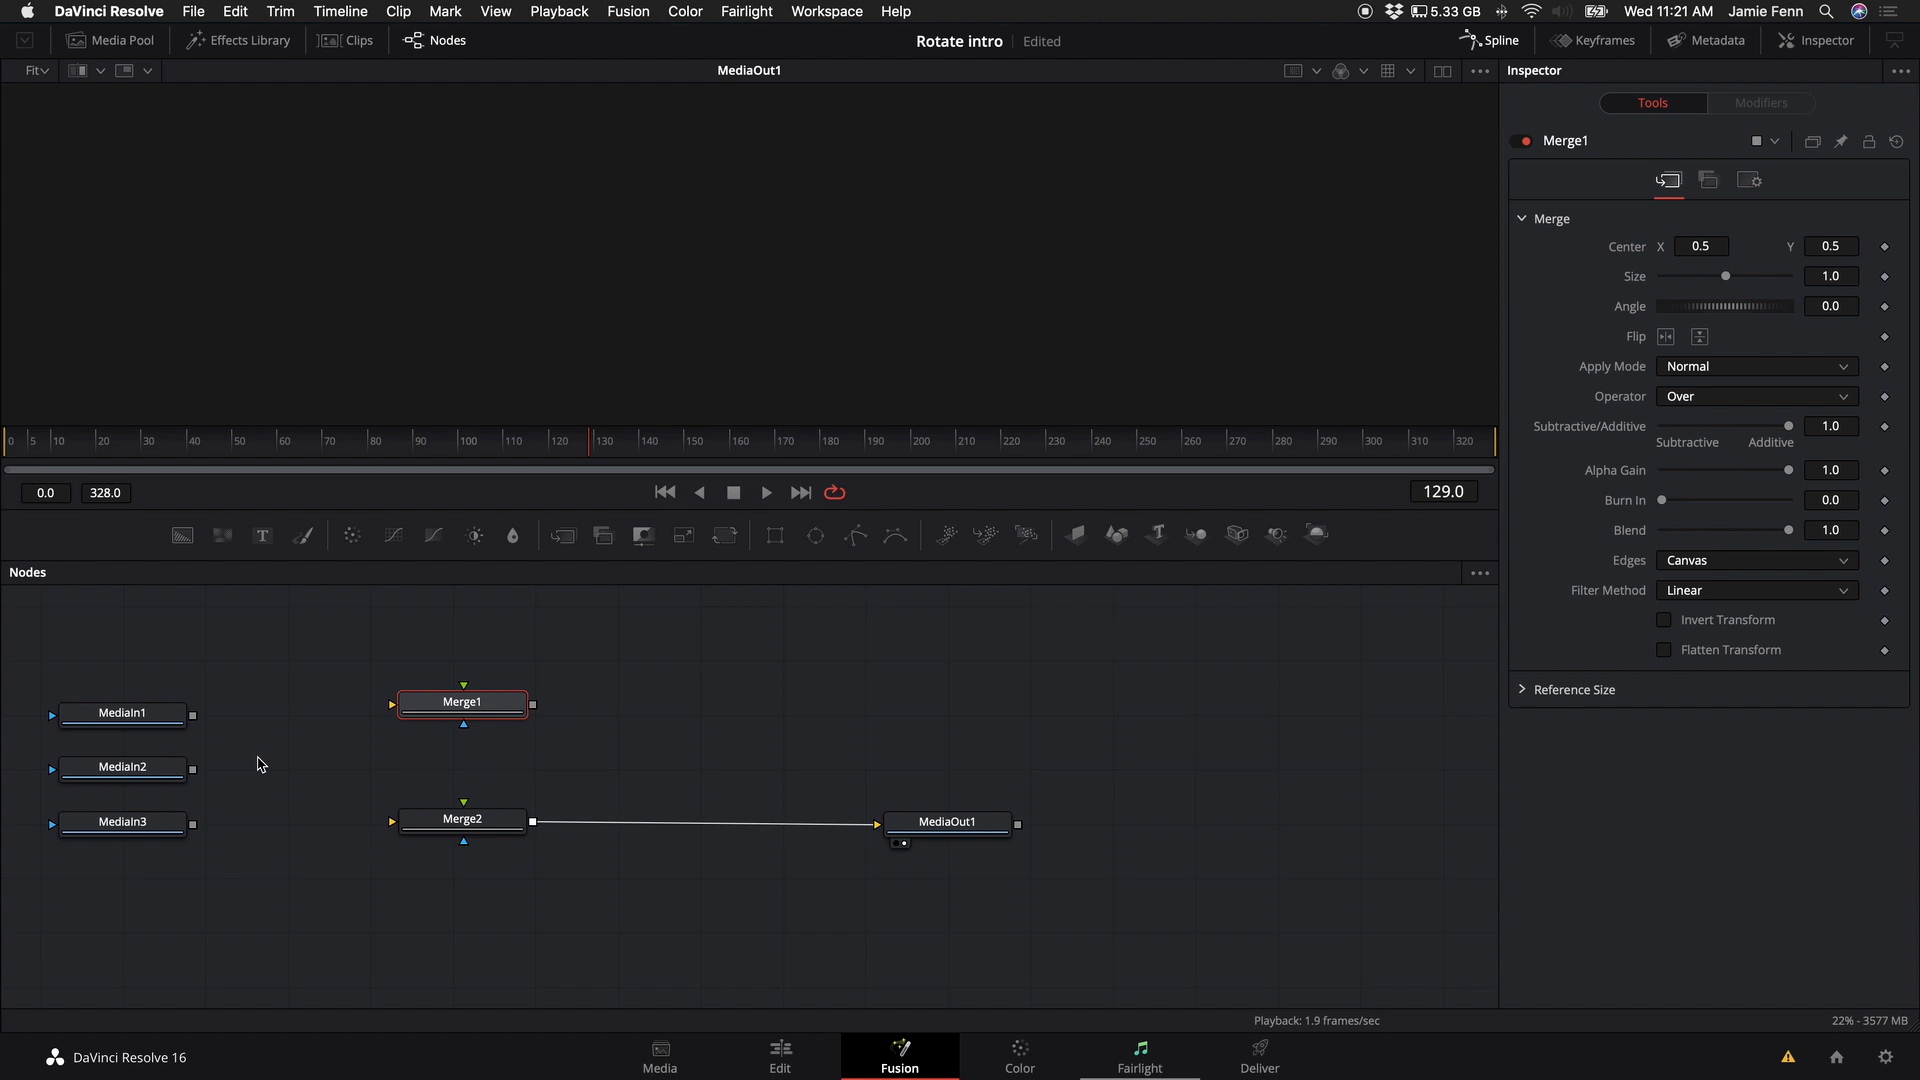 DaVinci Resolve File Edit Trim Timeline Clip Mark View Playback Fusion Color Fairlight Workspace Help 5.33 GB Wed 11:21 AM Jamie Fenn
Media Pool Effects Library Clips Nodes Rotate intro Edited Spline Keyframes Metadata Inspector
Fit MediaOut1 Inspector
Tools Modifiers
Merge1
Merge
Center X 0.5 Y 0.5
Size 1.0
Angle 0.0
Flip
Apply Mode Normal
Operator Over
Subtractive/Additive 1.0
Subtractive Additive
Alpha Gain 1.0
Burn In 0.0
Blend 1.0
Edges Canvas
Filter Method Linear
Invert Transform
Flatten Transform
Reference Size
0 5 10 20 30 40 50 60 70 80 90 100 110 120 130 140 150 160 170 180 190 200 210 220 230 240 250 260 270 280 290 300 310 320
0.0 328.0 129.0
T T
Nodes
MediaIn1 Merge1
MediaIn2
MediaIn3 Merge2 MediaOut1
Playback: 1.9 frames/sec 22% - 3577 MB
DaVinci Resolve 16 Media Edit Fusion Color Fairlight Deliver